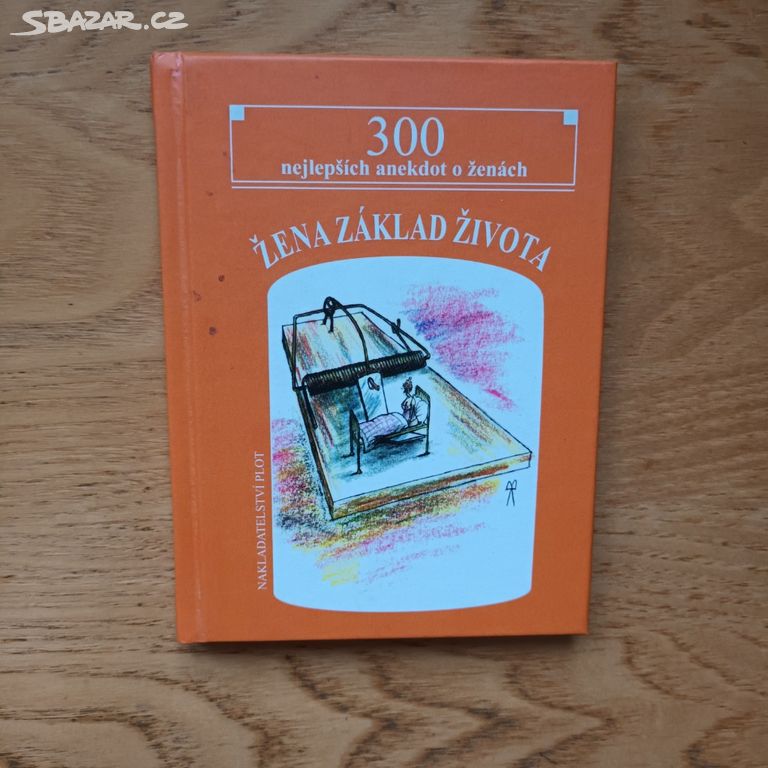 SBAZAR.CZ
300
nejlepších anekdot o ženách
ŽENA ZÁKLAD ŽIVOTA
NAKLADATELSTVÍ PLOT